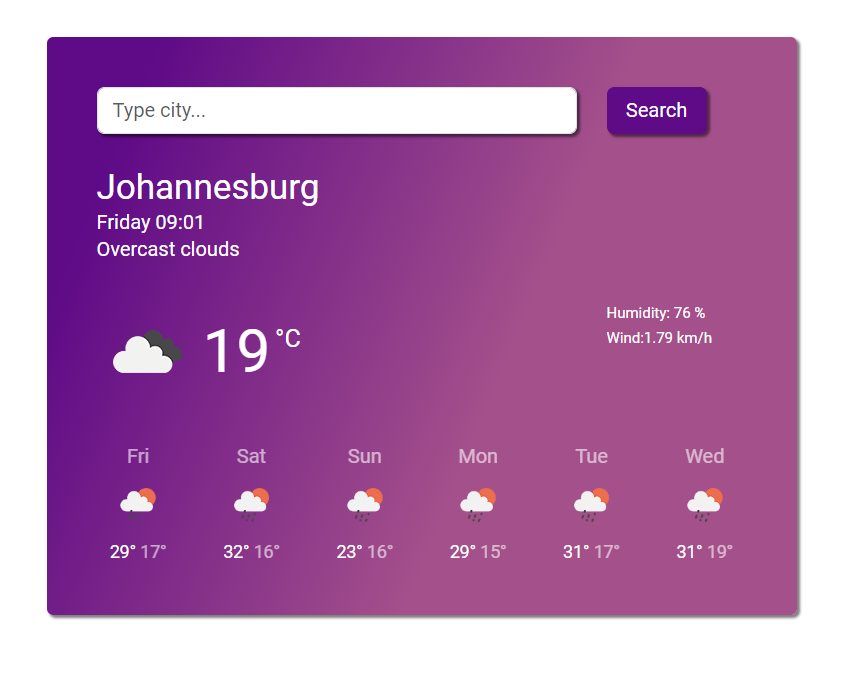 Type city...
Search
Johannesburg
Friday 09:01
Overcast clouds
Humidity: 76 %
Wind:1.79 km/h
19 °C
Fri Sat Sun Mon Tue Wed
29° 17° 32° 16° 23° 16° 29° 15° 31° 17° 31° 19°